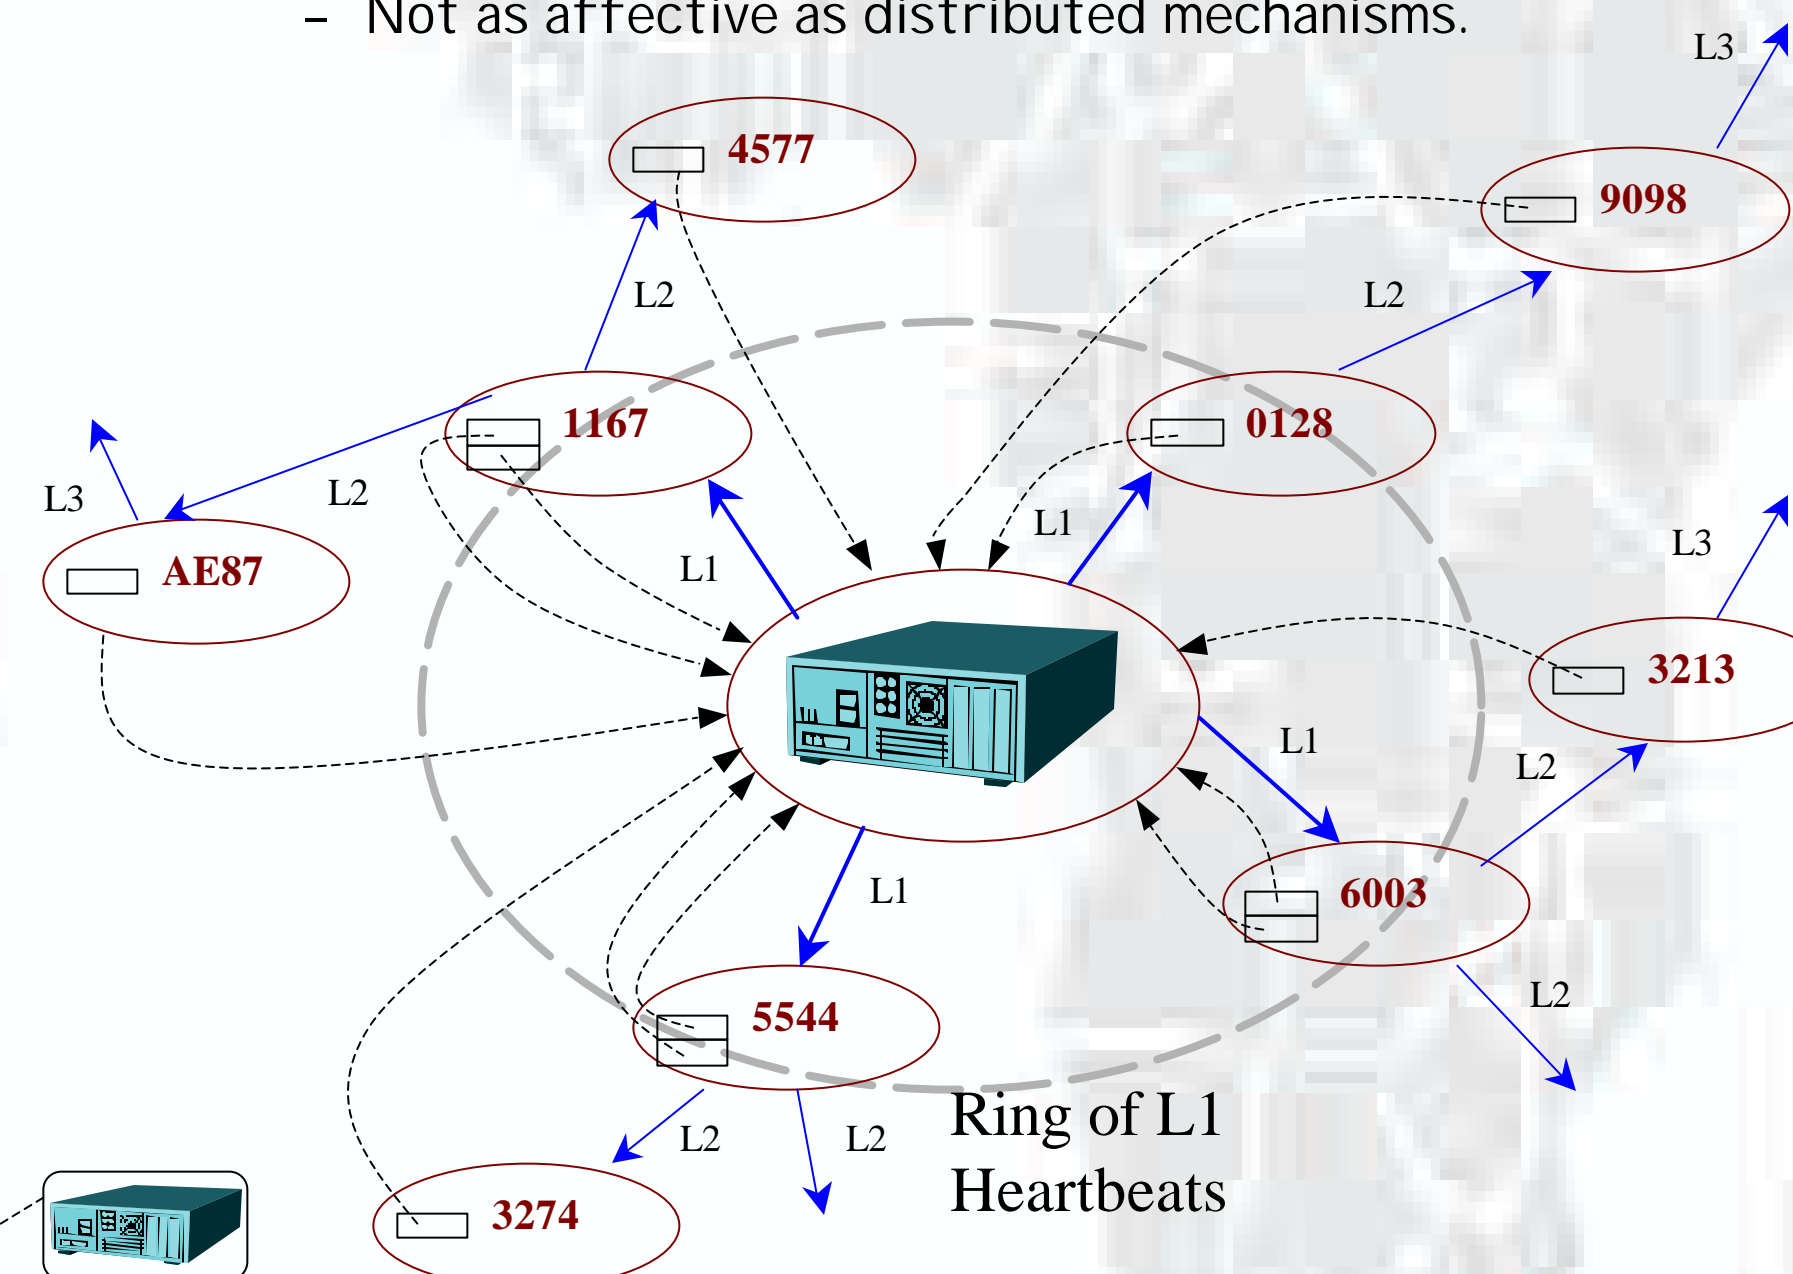 – Not as affective as distributed mechanisms.
L3
4577
9098
L2
L2
1167
0128
L3
L2
L1
L3
AE87
L1
3213
L1
L2
6003
L1
L2
5544
Ring of L1
Heartbeats
L2
L2
3274